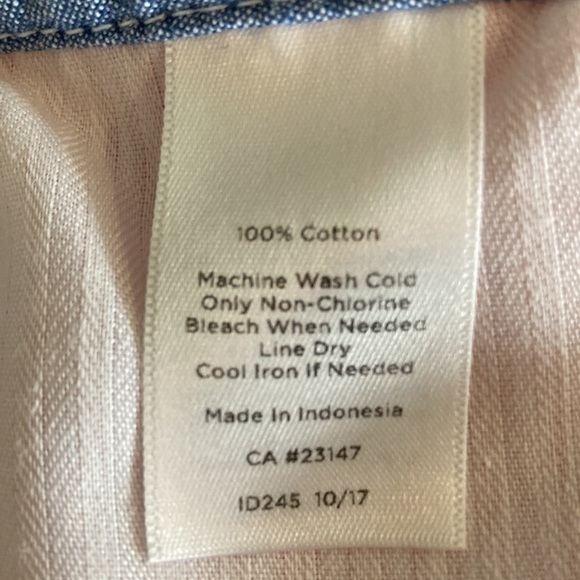 100% Cotton
Machine Wash Cold
Only Non-Chlorine
Bleach When Needed
Line Dry
Cool Iron If Needed
Made In Indonesia
CA #23147
ID245 10/17